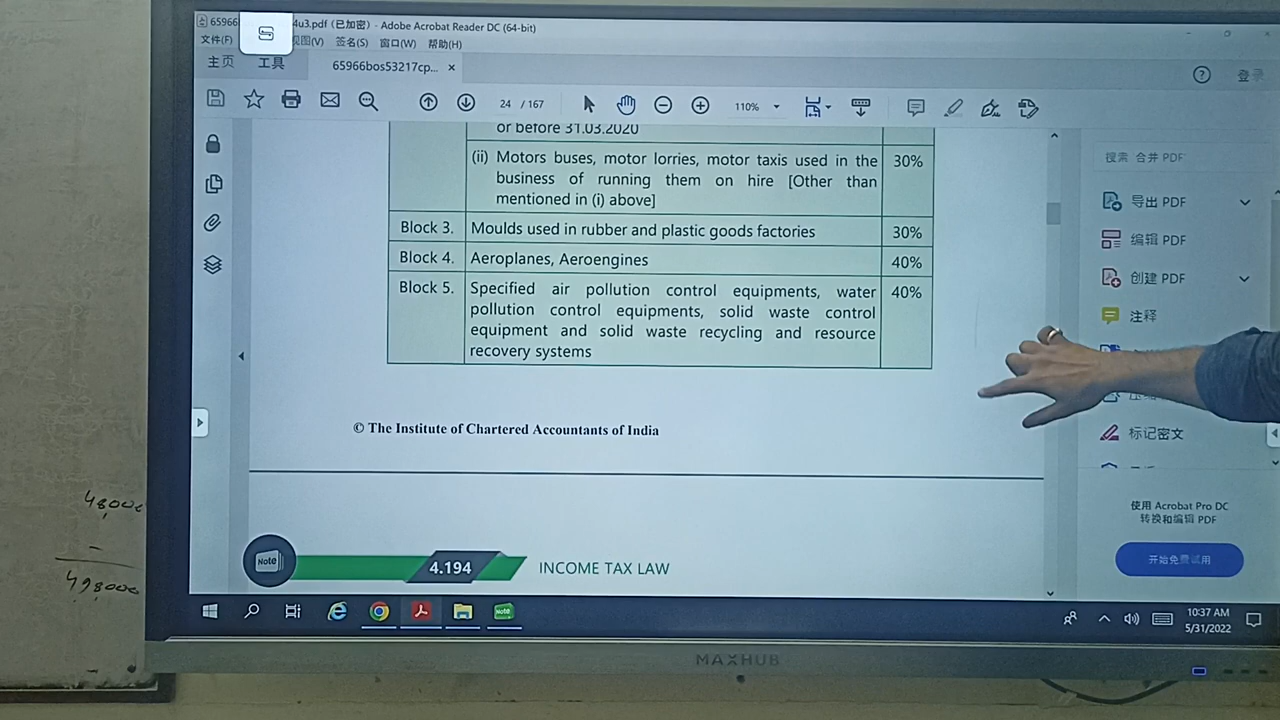 65966 4u3.pdf (已加密) - Adobe Acrobat Reader DC (64-bit)
文件(F) 视图(V) 签名(S) 窗口(W) 帮助(H)
主页 工具 65966bos53217cp... ×
登录
24 / 167 110%
or before 31.03.2020
(ii) Motors buses, motor lorries, motor taxis used in the 30%
business of running them on hire [Other than
mentioned in (i) above]
Block 3. Moulds used in rubber and plastic goods factories 30%
Block 4. Aeroplanes, Aeroengines 40%
Block 5. Specified air pollution control equipments, water 40%
pollution control equipments, solid waste control
equipment and solid waste recycling and resource
recovery systems
© The Institute of Chartered Accountants of India
Note 4.194 INCOME TAX LAW
搜索 合并 PDF
导出 PDF
编辑 PDF
创建 PDF
注释
标记密文
使用 Acrobat Pro DC
转换和编辑 PDF
开始免费试用
Note
10:37 AM
5/31/2022
MAXHUB
48,000
-